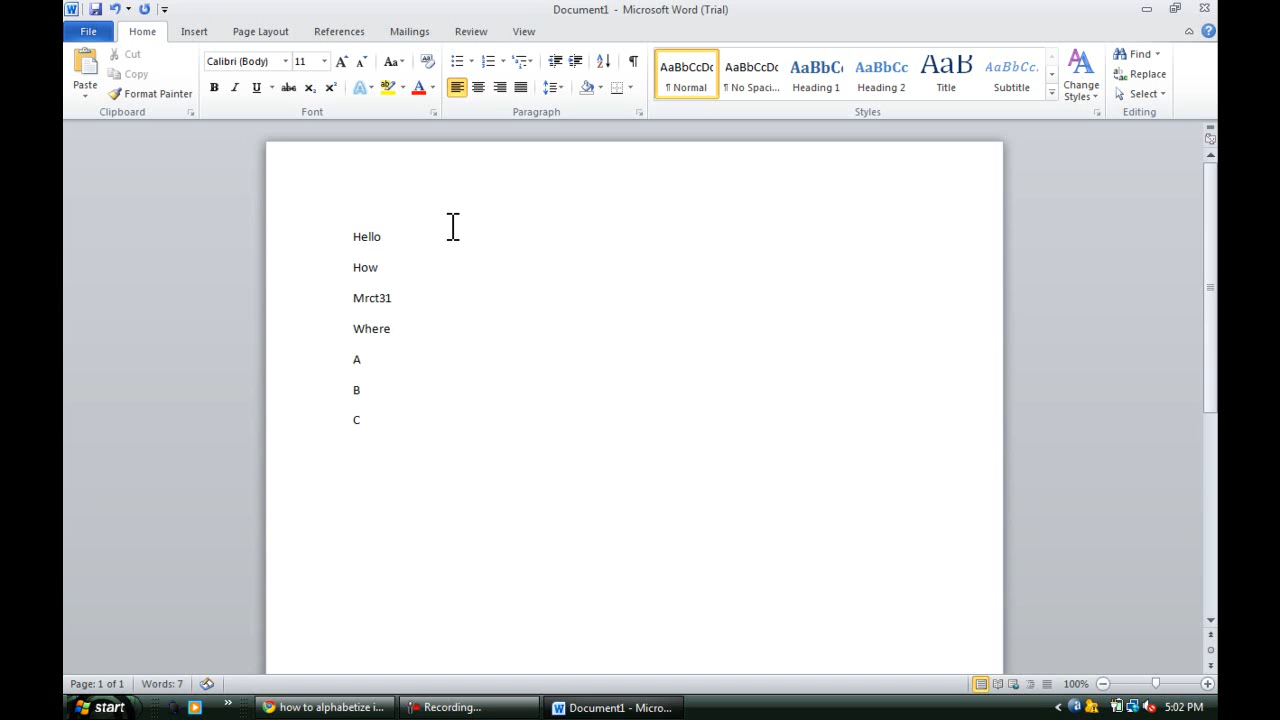 Document1 - Microsoft Word (Trial)
File Home Insert Page Layout References Mailings Review View
Paste
Cut
Copy
Format Painter
Clipboard
Calibri (Body) 11
Font
Paragraph
AaBbCcDc AaBbCcDc AaBbC AaBbCc AaB AaBbCc.
¶ Normal ¶ No Spaci... Heading 1 Heading 2 Title Subtitle
Change
Styles
Styles
Find
Replace
Select
Editing
Hello
How
Mrct31
Where
A
B
C
Page: 1 of 1 Words: 7 100%
start how to alphabetize i... Recording... Document1 - Micro... 5:02 PM